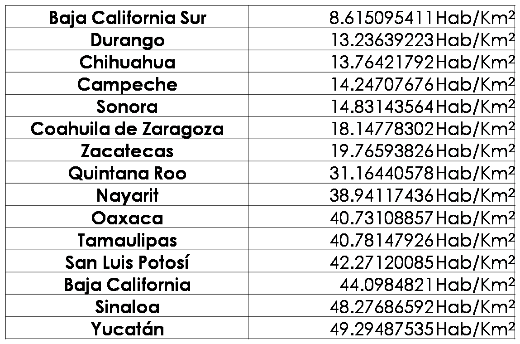 Baja California Sur 8.615095411Hab/Km²
Durango 13.23639223Hab/Km²
Chihuahua 13.76421792Hab/Km²
Campeche 14.24707676Hab/Km²
Sonora 14.83143564Hab/Km²
Coahuila de Zaragoza 18.14778302Hab/Km²
Zacatecas 19.76593826Hab/Km²
Quintana Roo 31.16440578Hab/Km²
Nayarit 38.94117436Hab/Km²
Oaxaca 40.73108857Hab/Km²
Tamaulipas 40.78147926Hab/Km²
San Luis Potosí 42.27120085Hab/Km²
Baja California 44.0984821Hab/Km²
Sinaloa 48.27686592Hab/Km²
Yucatán 49.29487535Hab/Km²